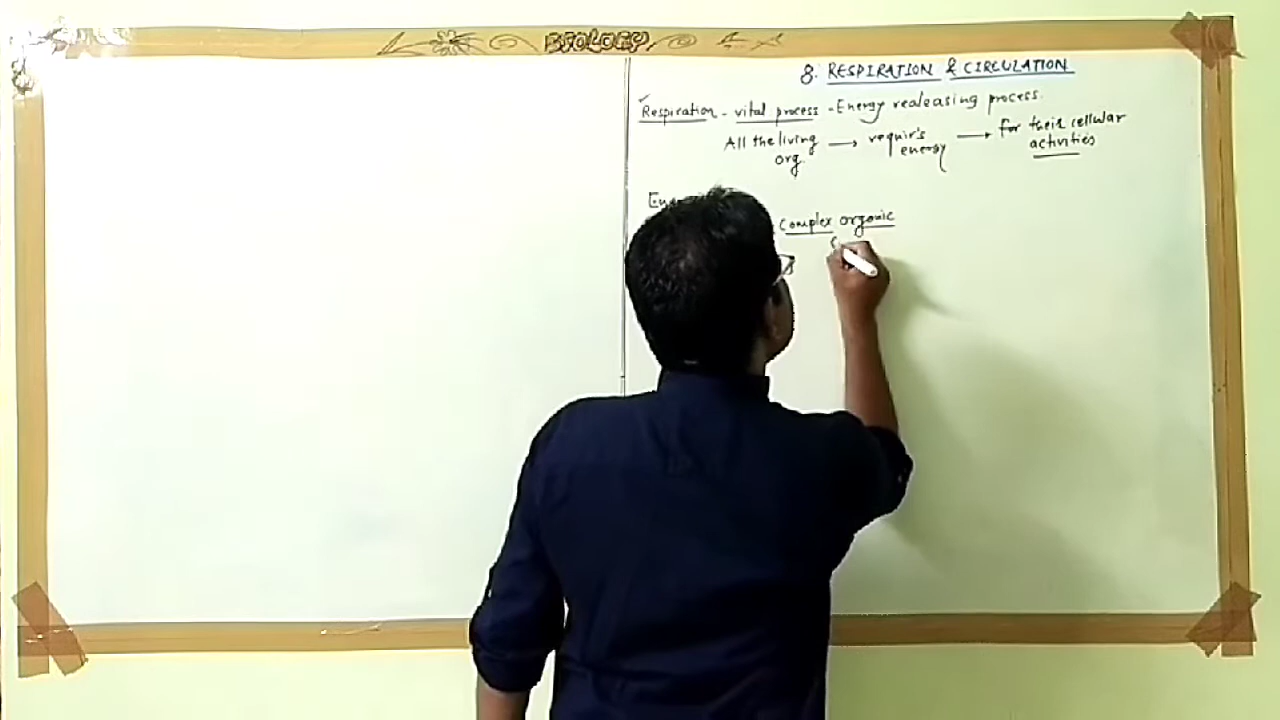 BIOLOGY
8. RESPIRATION & CIRCULATION
Respiration - vital process - Energy realeasing process.
All the living → requir's → for their cellular
org. energy activities
Complex organic